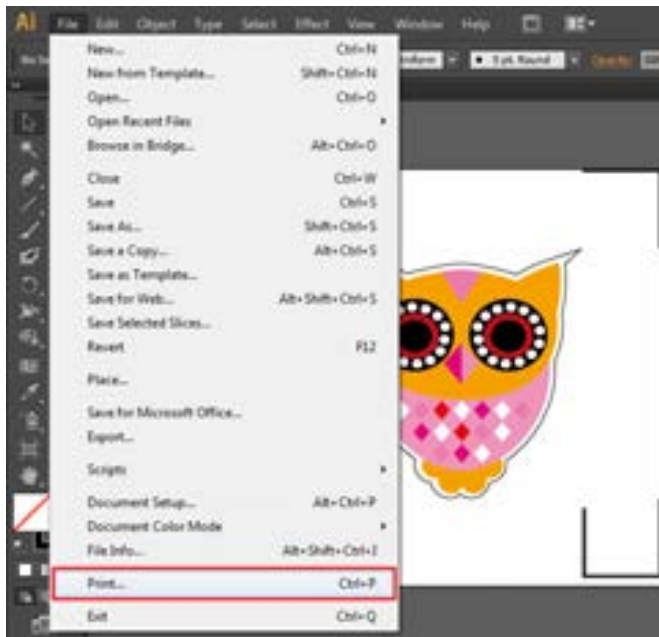 Ai File Edit Object Type Select Effect View Window Help
5 pt. Round Opacity:
New... Ctrl+N
New from Template... Shift+Ctrl+N
Open... Ctrl+O
Open Recent Files
Browse in Bridge... Alt+Ctrl+O
Close Ctrl+W
Save Ctrl+S
Save As... Shift+Ctrl+S
Save a Copy... Alt+Ctrl+S
Save as Template...
Save for Web... Alt+Shift+Ctrl+S
Save Selected Slices...
Revert F12
Place...
Save for Microsoft Office...
Export...
Scripts
Document Setup... Alt+Ctrl+P
Document Color Mode
File Info... Alt+Shift+Ctrl+I
Print... Ctrl+P
Exit Ctrl+Q